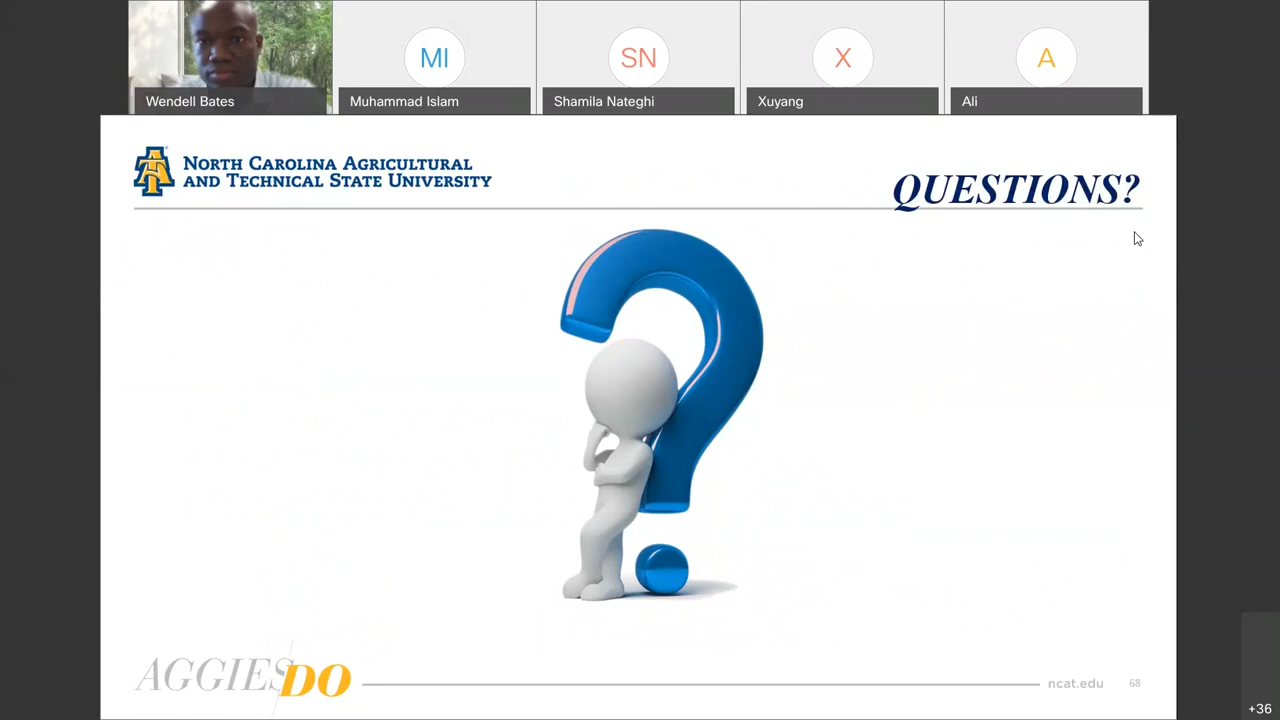 MI
SN
X
A
Wendell Bates
Muhammad Islam
Shamila Nateghi
Xuyang
Ali
NORTH CAROLINA AGRICULTURAL
AND TECHNICAL STATE UNIVERSITY
QUESTIONS?
AGGIES DO
ncat.edu
68
+36